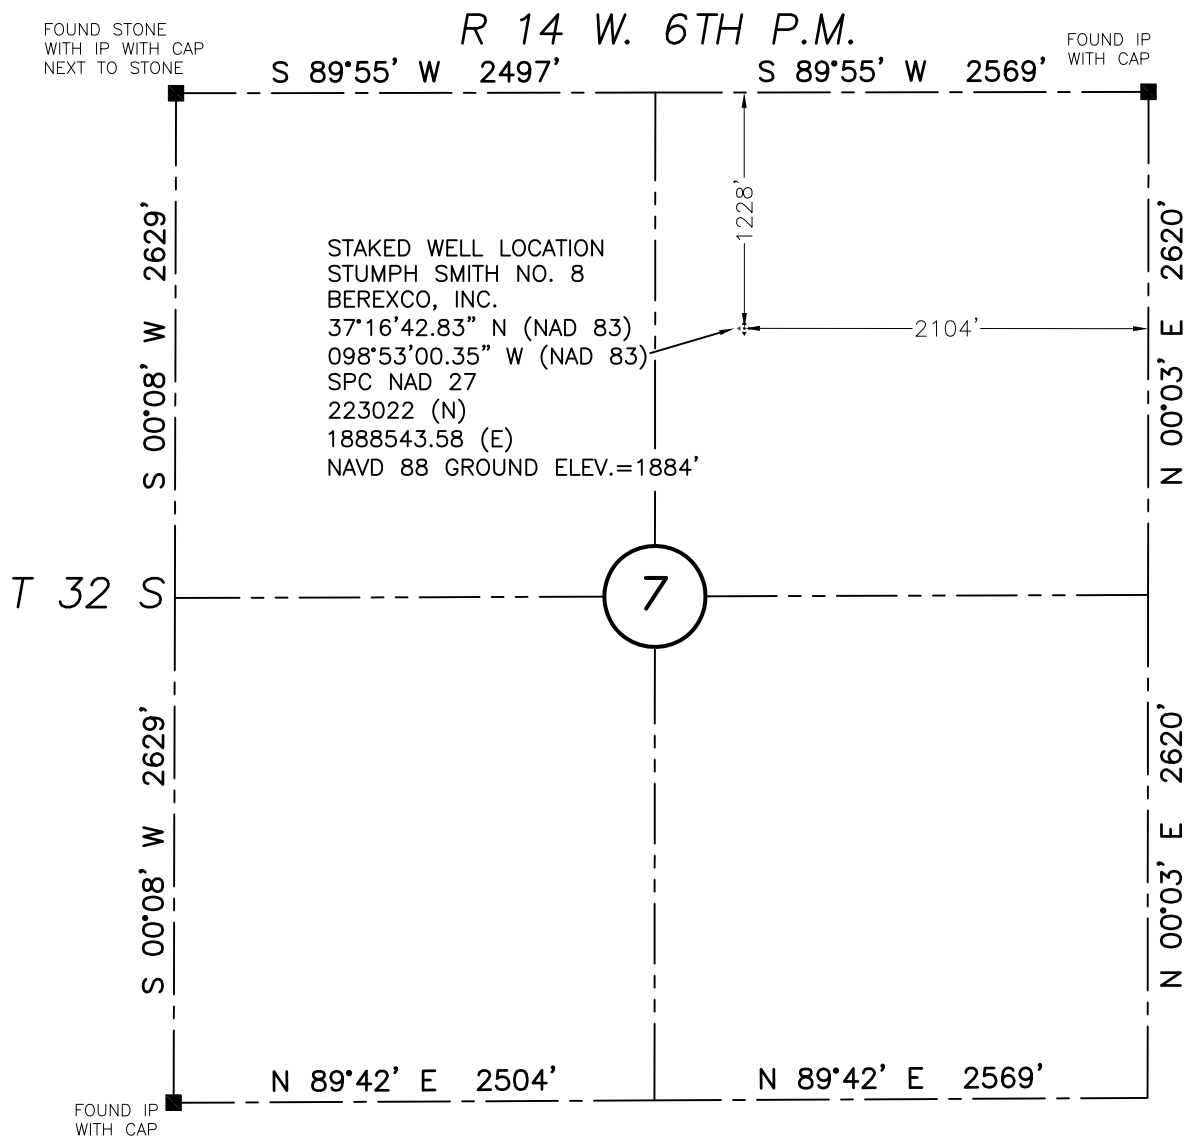 R 14 W. 6TH P.M.
FOUND STONE
WITH IP WITH CAP
NEXT TO STONE
FOUND IP
WITH CAP
S 89°55' W 2497'
S 89°55' W 2569'
S 00°08' W 2629'
1228'
N 00°03' E 2620'
STAKED WELL LOCATION
STUMPH SMITH NO. 8
BEREXCO, INC.
37°16'42.83" N (NAD 83)
098°53'00.35" W (NAD 83)
SPC NAD 27
223022 (N)
1888543.58 (E)
NAVD 88 GROUND ELEV.=1884'
2104'
T 32 S
7
S 00°08' W 2629'
N 00°03' E 2620'
N 89°42' E 2504'
N 89°42' E 2569'
FOUND IP
WITH CAP